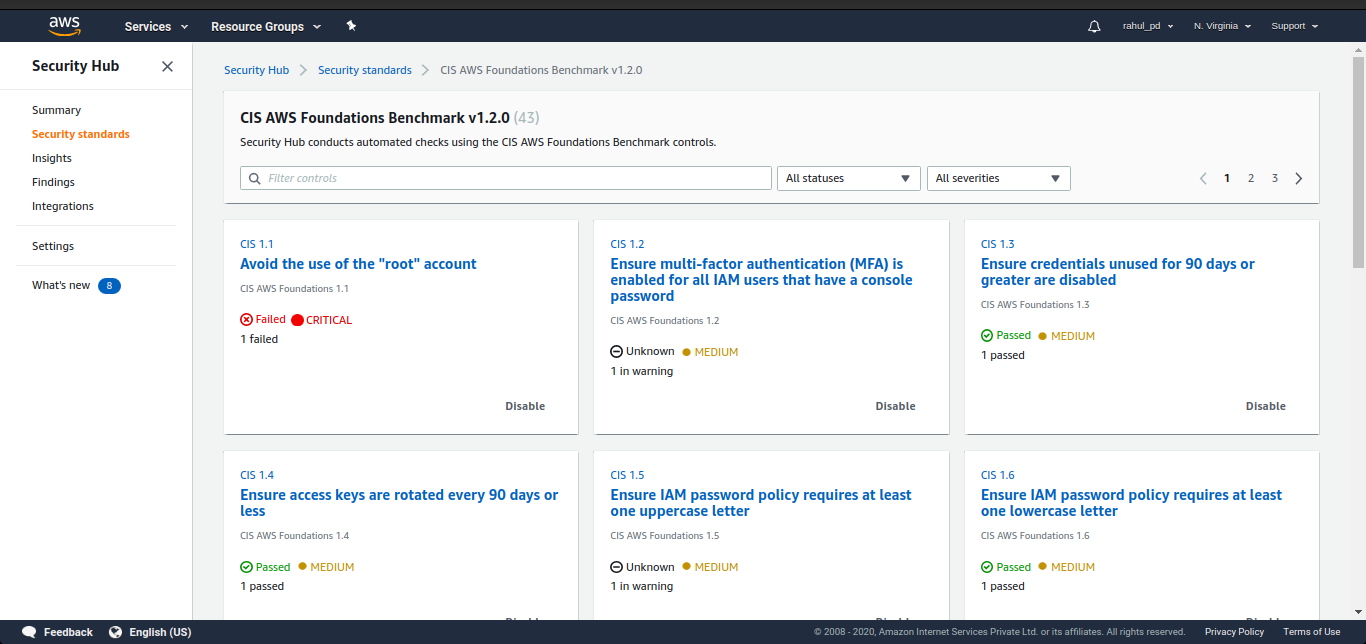 aws Services Resource Groups rahul_pd N. Virginia Support
Security Hub
Summary
Security standards
Insights
Findings
Integrations
Settings
What's new 8
Security Hub Security standards CIS AWS Foundations Benchmark v1.2.0
CIS AWS Foundations Benchmark v1.2.0 (43)
Security Hub conducts automated checks using the CIS AWS Foundations Benchmark controls.
Filter controls All statuses All severities 1 2 3
CIS 1.1
Avoid the use of the "root" account
CIS AWS Foundations 1.1
Failed CRITICAL
1 failed
Disable
CIS 1.2
Ensure multi-factor authentication (MFA) is
enabled for all IAM users that have a console
password
CIS AWS Foundations 1.2
Unknown MEDIUM
1 in warning
Disable
CIS 1.3
Ensure credentials unused for 90 days or
greater are disabled
CIS AWS Foundations 1.3
Passed MEDIUM
1 passed
Disable
CIS 1.4
Ensure access keys are rotated every 90 days or
less
CIS AWS Foundations 1.4
Passed MEDIUM
1 passed
CIS 1.5
Ensure IAM password policy requires at least
one uppercase letter
CIS AWS Foundations 1.5
Unknown MEDIUM
1 in warning
CIS 1.6
Ensure IAM password policy requires at least
one lowercase letter
CIS AWS Foundations 1.6
Passed MEDIUM
1 passed
Feedback English (US) © 2008 - 2020, Amazon Internet Services Private Ltd. or its affiliates. All rights reserved. Privacy Policy Terms of Use